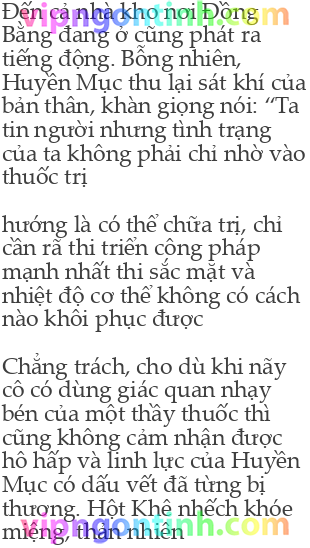 Đến cả nhà kho nơi Đồng
Bằng đang ở cũng phát ra
tiếng động. Bỗng nhiên,
Huyền Mục thu lại sát khí của
bản thân, khàn giọng nói: “Ta
tin ngươi nhưng tình trạng
của ta không phải chỉ nhờ vào
thuốc trị
hướng là có thể chữa trị, chỉ
cần rã thi triển công pháp
mạnh nhất thi sắc mặt và
nhiệt độ cơ thể không có cách
nào khôi phục được
Chẳng trách, cho dù khi nãy
cô có dùng giác quan nhạy
bén của một thầy thuốc thì
cũng không cảm nhận được
hô hấp và linh lực của Huyền
Mục có dấu vết đã từng bị
thương. Hột Khê nhếch khóe
miệng, thản nhiên
vipngontinh.com
vipngontinh.com
vipngontinh.com